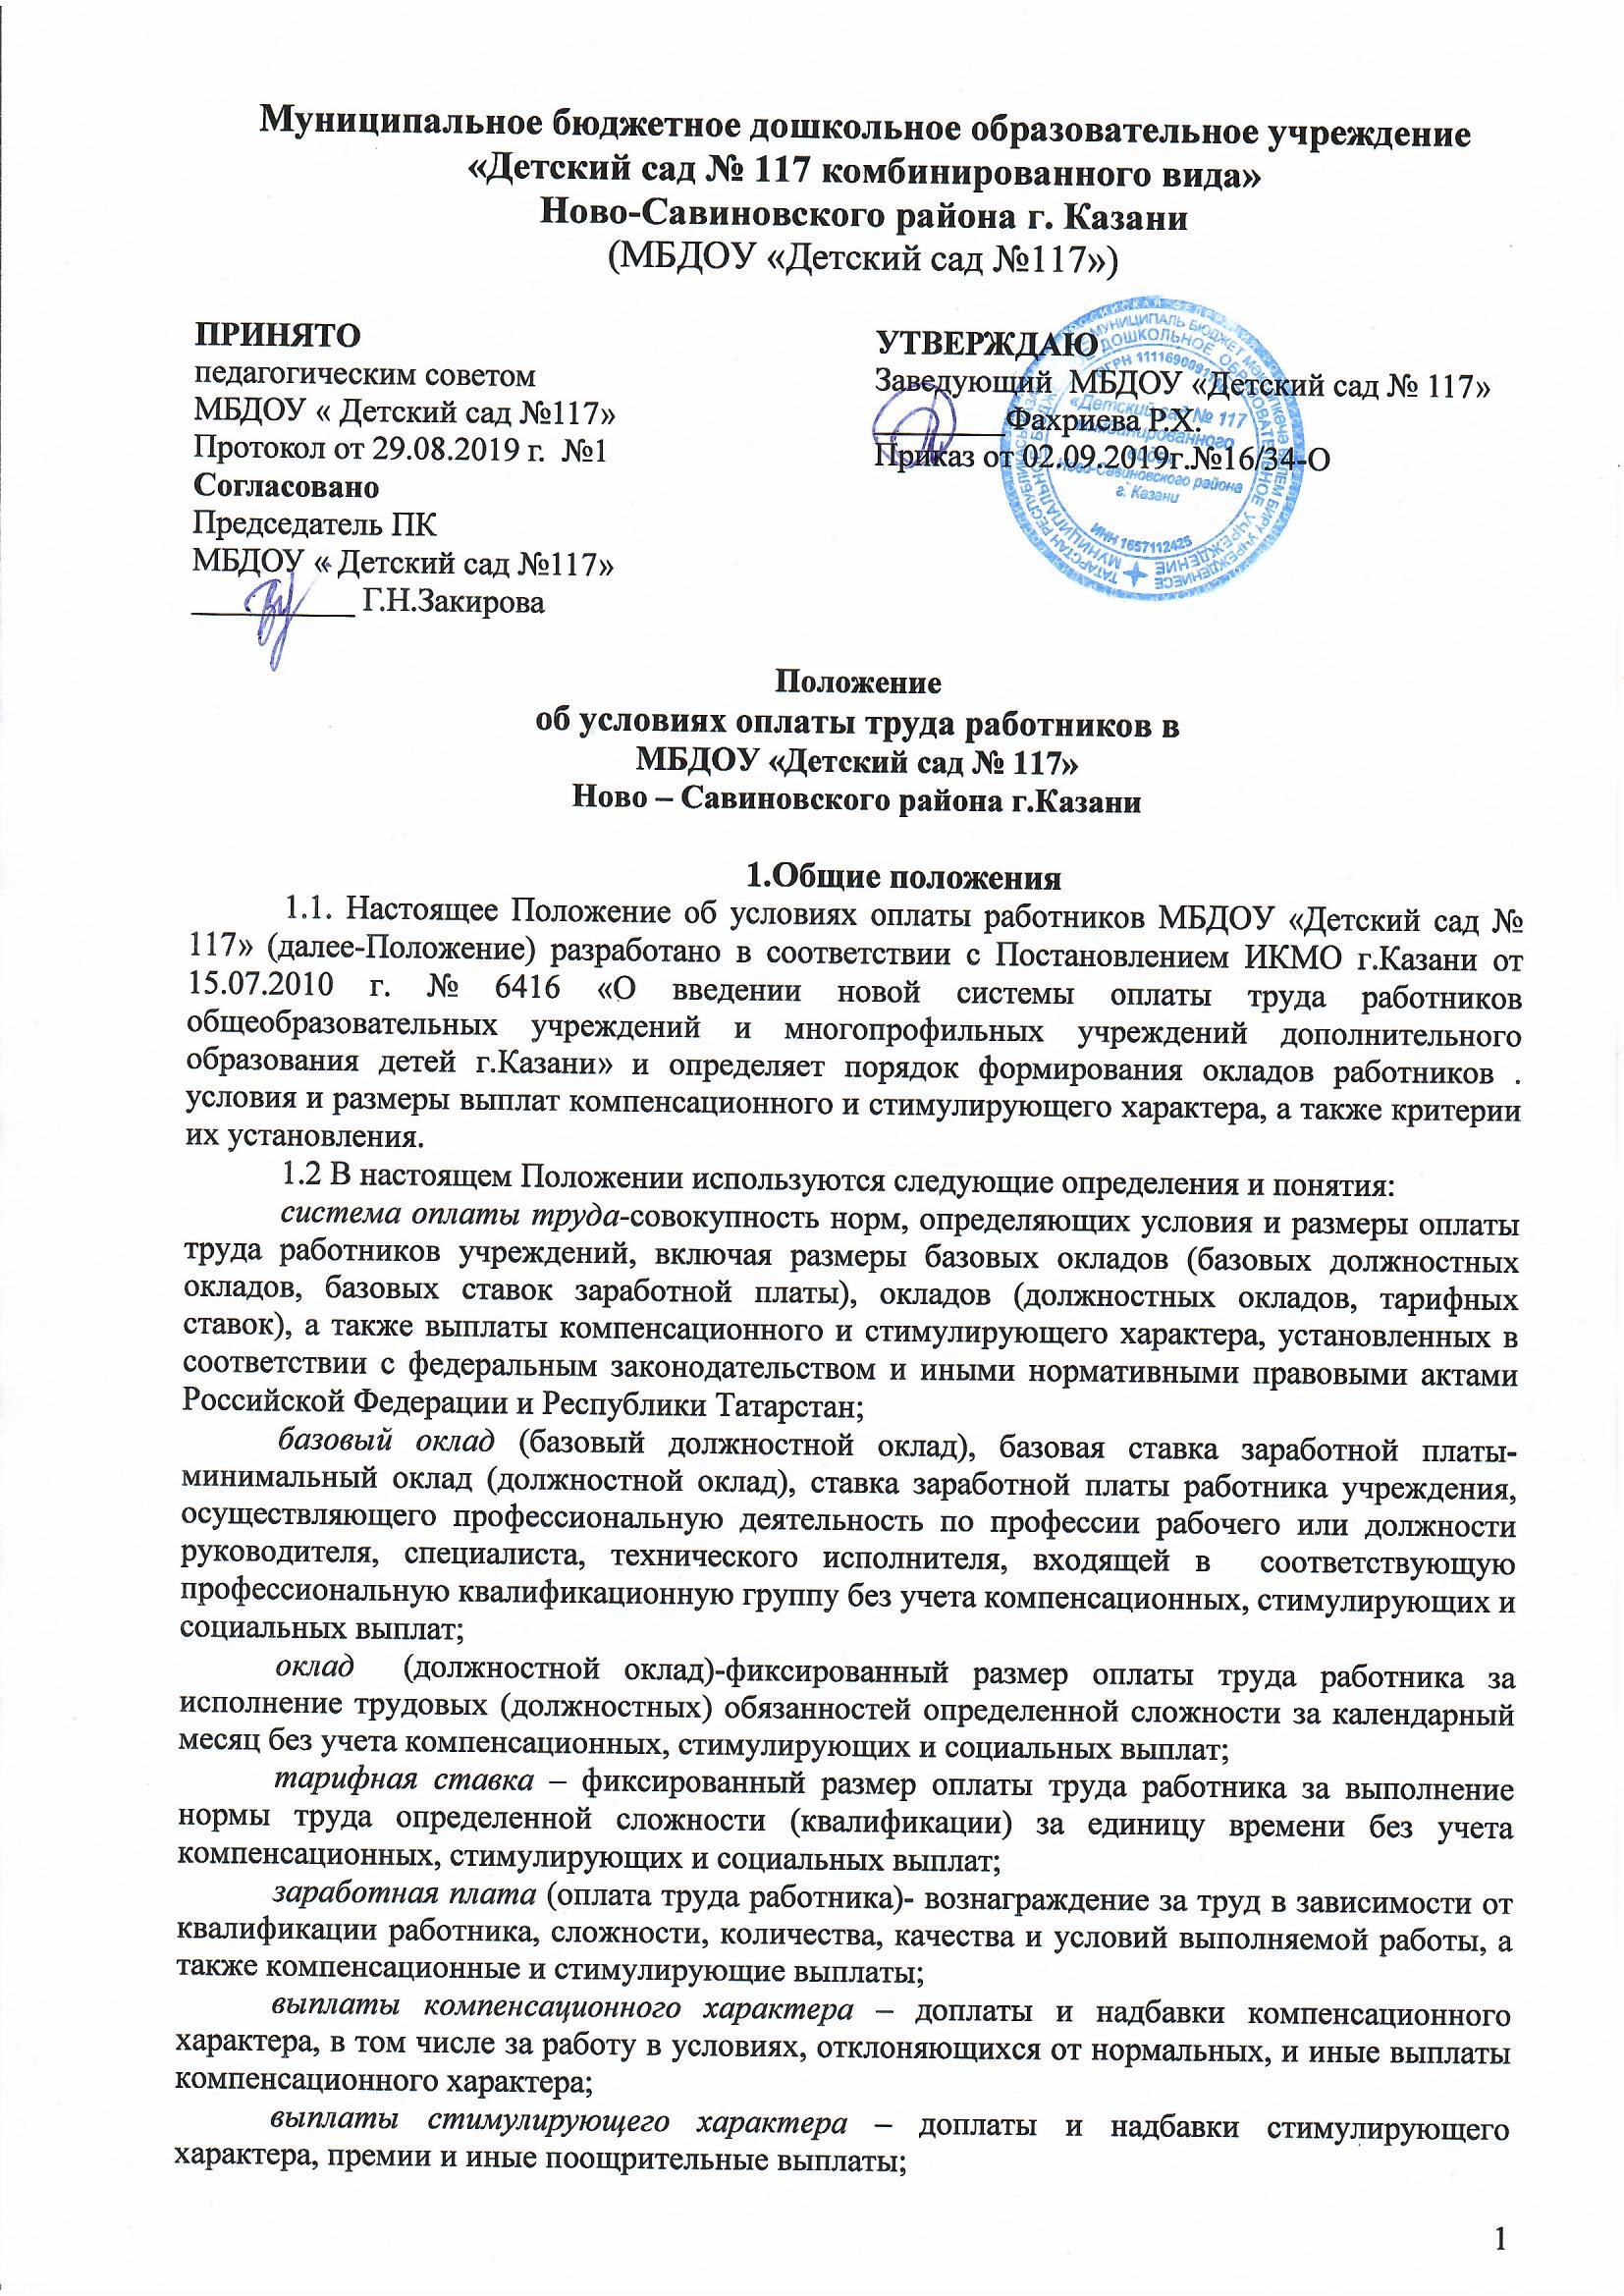 Муниципальное бюджетное дошкольное образовательное учреждение
«Детский сад № 117 комбинированного вида»
Ново-Савиновского района г. Казани
(МБДОУ «Детский сад №117»)
ПРИНЯТО
педагогическим советом
МБДОУ « Детский сад №117»
Протокол от 29.08.2019 г.  №1
Согласовано
Председатель ПК
МБДОУ « Детский сад №117»
__________ Г.Н.Закирова
УТВЕРЖДАЮ
Заведующий  МБДОУ «Детский сад № 117»
________Фахриева Р.Х.
Приказ от 02.09.2019г.№16/34-О
«Детский сад № 117
комбинированного
вида»
Ново-Савиновского района
г. Казани
ИНН 1657112425
Положение
об условиях оплаты труда работников в
МБДОУ «Детский сад № 117»
Ново – Савиновского района г.Казани
1.Общие положения
1.1. Настоящее Положение об условиях оплаты работников МБДОУ «Детский сад №
117» (далее-Положение) разработано в соответствии с Постановлением ИКМО г.Казани от
15.07.2010 г. № 6416 «О введении новой системы оплаты труда работников
общеобразовательных учреждений и многопрофильных учреждений дополнительного
образования детей г.Казани» и определяет порядок формирования окладов работников .
условия и размеры выплат компенсационного и стимулирующего характера, а также критерии
их установления.
1.2 В настоящем Положении используются следующие определения и понятия:
система оплаты труда-совокупность норм, определяющих условия и размеры оплаты
труда работников учреждений, включая размеры базовых окладов (базовых должностных
окладов, базовых ставок заработной платы), окладов (должностных окладов, тарифных
ставок), а также выплаты компенсационного и стимулирующего характера, установленных в
соответствии с федеральным законодательством и иными нормативными правовыми актами
Российской Федерации и Республики Татарстан;
базовый оклад (базовый должностной оклад), базовая ставка заработной платы-
минимальный оклад (должностной оклад), ставка заработной платы работника учреждения,
осуществляющего профессиональную деятельность по профессии рабочего или должности
руководителя, специалиста, технического исполнителя, входящей в  соответствующую
профессиональную квалификационную группу без учета компенсационных, стимулирующих и
социальных выплат;
оклад  (должностной оклад)-фиксированный размер оплаты труда работника за
исполнение трудовых (должностных) обязанностей определенной сложности за календарный
месяц без учета компенсационных, стимулирующих и социальных выплат;
тарифная ставка – фиксированный размер оплаты труда работника за выполнение
нормы труда определенной сложности (квалификации) за единицу времени без учета
компенсационных, стимулирующих и социальных выплат;
заработная плата (оплата труда работника)- вознаграждение за труд в зависимости от
квалификации работника, сложности, количества, качества и условий выполняемой работы, а
также компенсационные и стимулирующие выплаты;
выплаты компенсационного характера – доплаты и надбавки компенсационного
характера, в том числе за работу в условиях, отклоняющихся от нормальных, и иные выплаты
компенсационного характера;
выплаты стимулирующего характера – доплаты и надбавки стимулирующего
характера, премии и иные поощрительные выплаты;
1